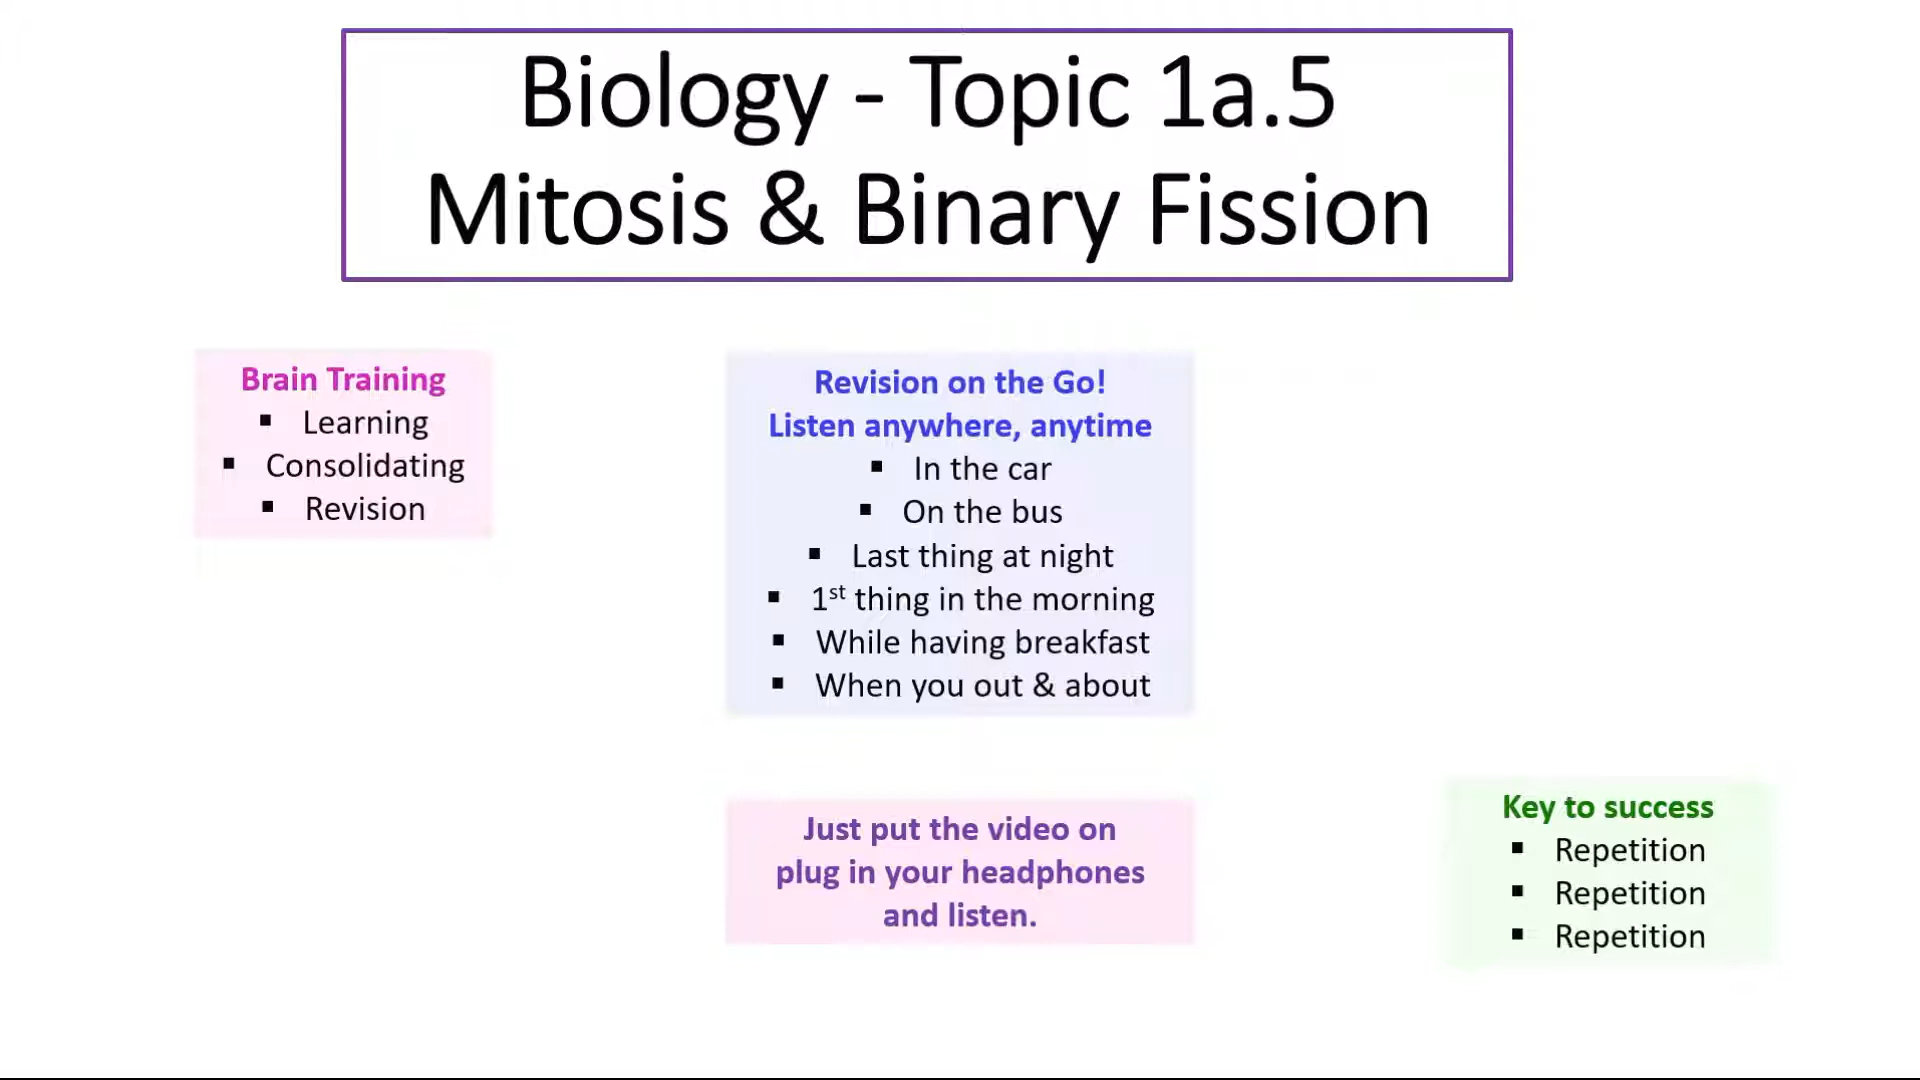 Biology - Topic 1a.5
Mitosis & Binary Fission
Brain Training
▪ Learning
▪ Consolidating
▪ Revision
Revision on the Go!
Listen anywhere, anytime
▪ In the car
▪ On the bus
▪ Last thing at night
▪ 1st thing in the morning
▪ While having breakfast
▪ When you out & about
Just put the video on
plug in your headphones
and listen.
Key to success
▪ Repetition
▪ Repetition
▪ Repetition